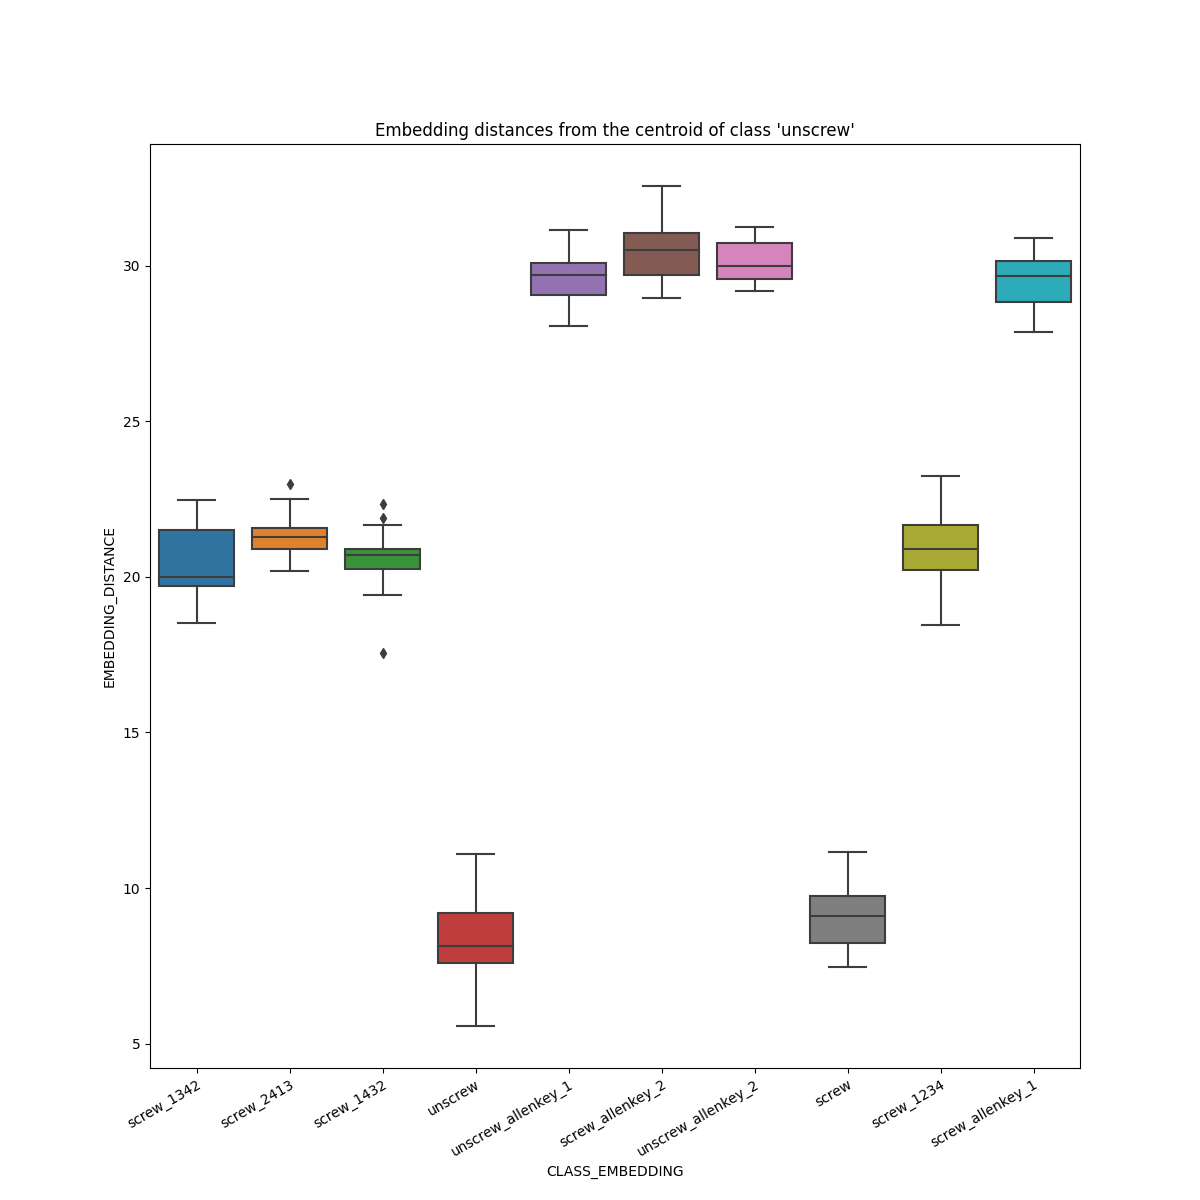 Embedding distances from the centroid of class 'unscrew'
EMBEDDING_DISTANCE
30
25
20
15
10
5
screw_1342
screw_2413
screw_1432
unscrew
unscrew_allenkey_1
screw_allenkey_2
unscrew_allenkey_2
screw
screw_1234
screw_allenkey_1
CLASS_EMBEDDING